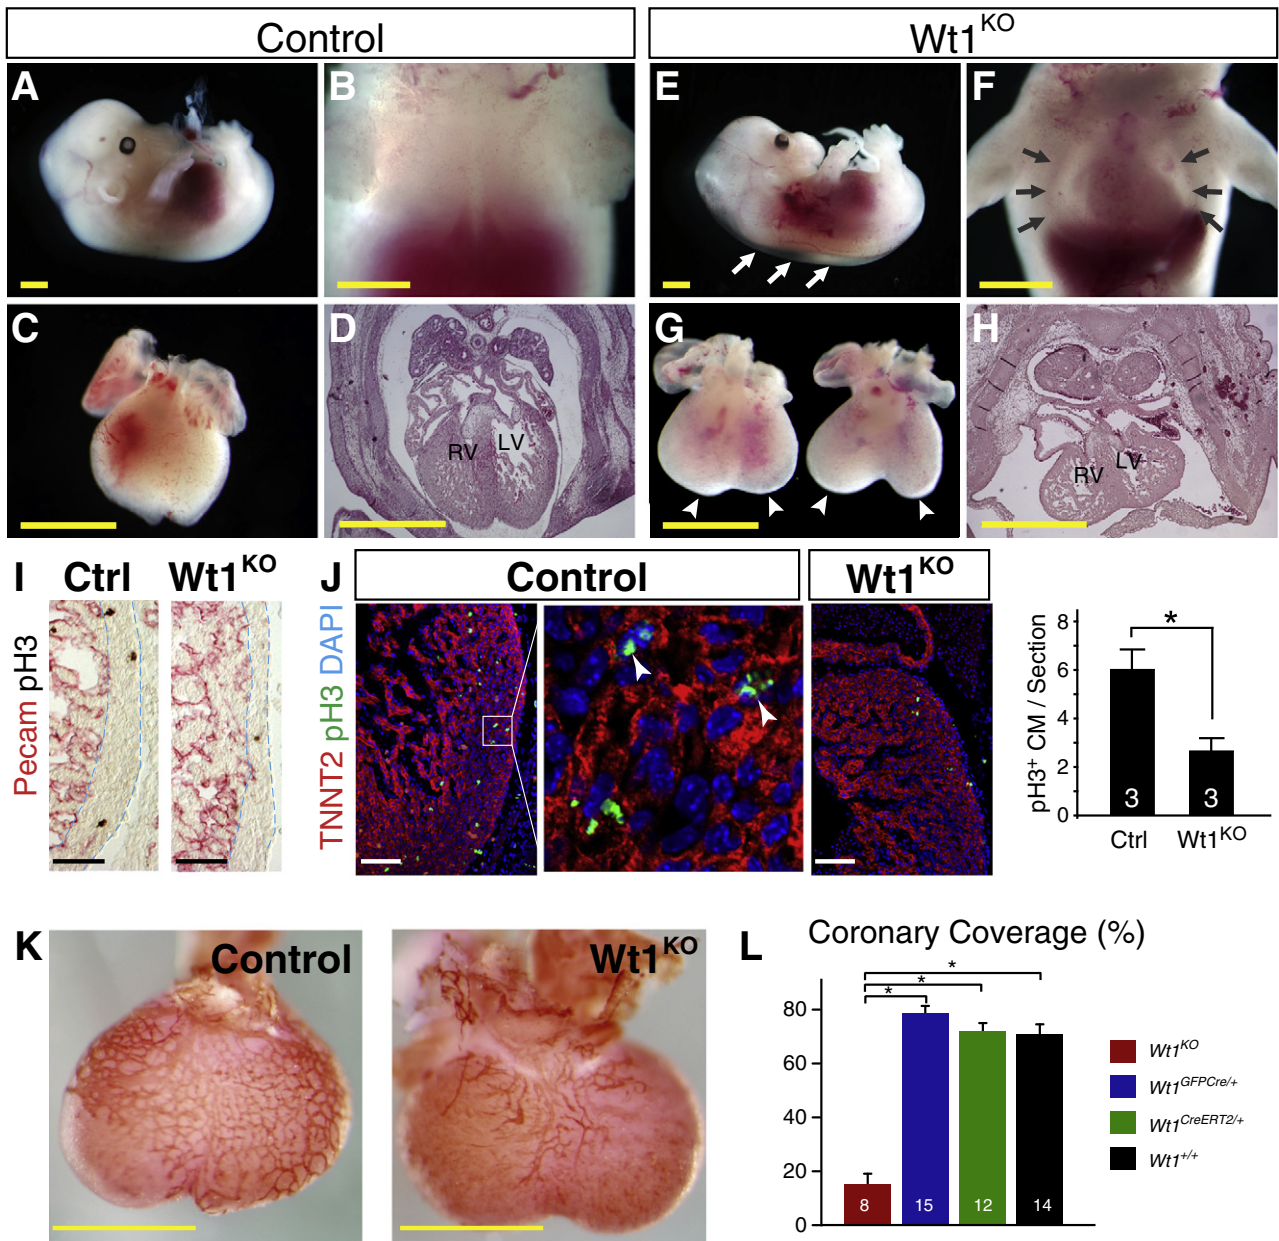 Control
Wt1KO
A
B
E
F
C
D
RV
LV
G
H
RV
LV
I
Ctrl
Wt1KO
Pecam pH3
J
Control
Wt1KO
TNNT2 pH3 DAPI
pH3+ CM / Section
8
6
4
2
0
*
3
3
Ctrl
Wt1KO
K
Control
Wt1KO
L
Coronary Coverage (%)
80
60
40
20
0
*
*
*
8
15
12
14
Wt1KO
Wt1GFPCre/+
Wt1CreERT2/+
Wt1+/+